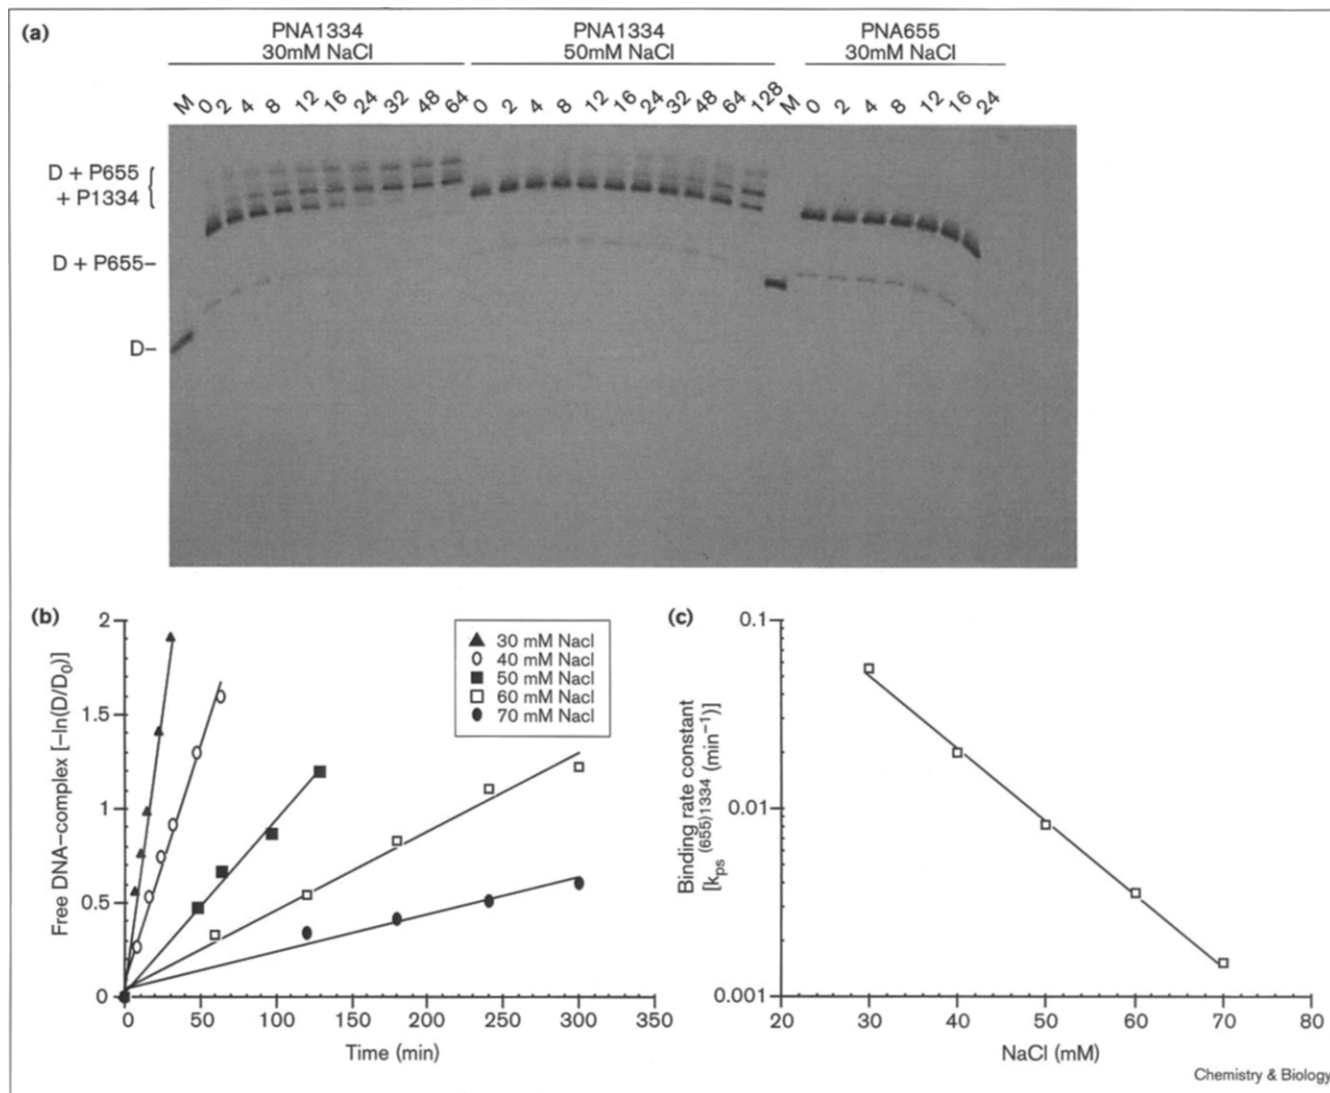 (a)
PNA1334
30mM NaCl
PNA1334
50mM NaCl
PNA655
30mM NaCl
M 0 2 4 8 12 16 24 32 48 64 0 2 4 8 12 16 24 32 48 64 128 M 0 2 4 8 12 16 24
D + P655
+ P1334
D + P655–
D–
(b)
Free DNA–complex [–ln(D/D₀)]
2
1.5
1
0.5
0
0 50 100 150 200 250 300 350
Time (min)
30 mM Nacl
40 mM Nacl
50 mM Nacl
60 mM Nacl
70 mM Nacl
(c)
Binding rate constant
[kₚₛ⁽⁶⁵⁵⁾¹³³⁴ (min⁻¹)]
0.1
0.01
0.001
20 30 40 50 60 70 80
NaCl (mM)
Chemistry & Biology